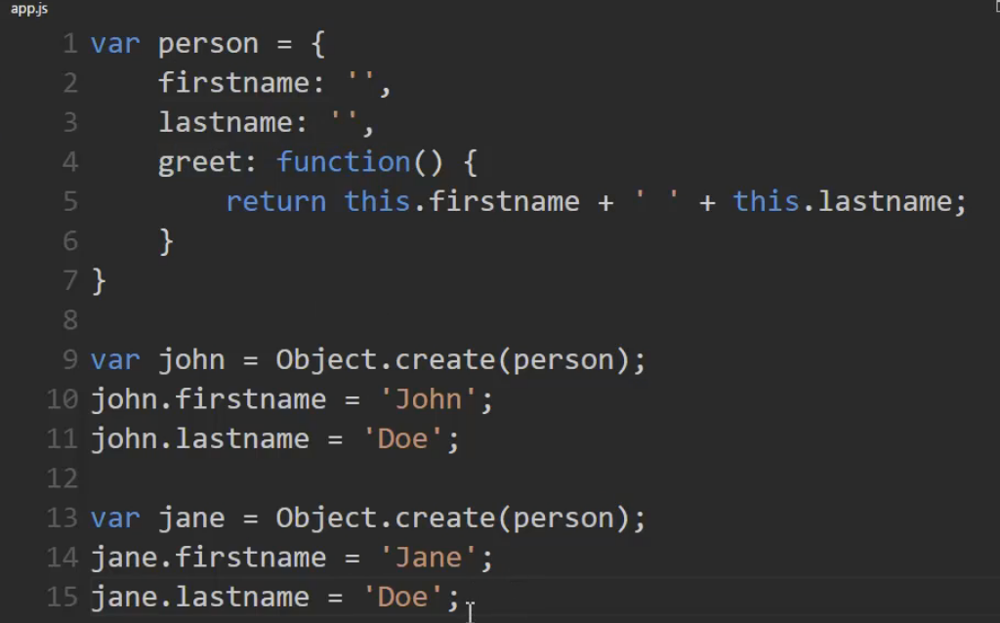 app.js
1 var person = {
2     firstname: '',
3     lastname: '',
4     greet: function() {
5         return this.firstname + ' ' + this.lastname;
6     }
7 }
8
9 var john = Object.create(person);
10 john.firstname = 'John';
11 john.lastname = 'Doe';
12
13 var jane = Object.create(person);
14 jane.firstname = 'Jane';
15 jane.lastname = 'Doe';